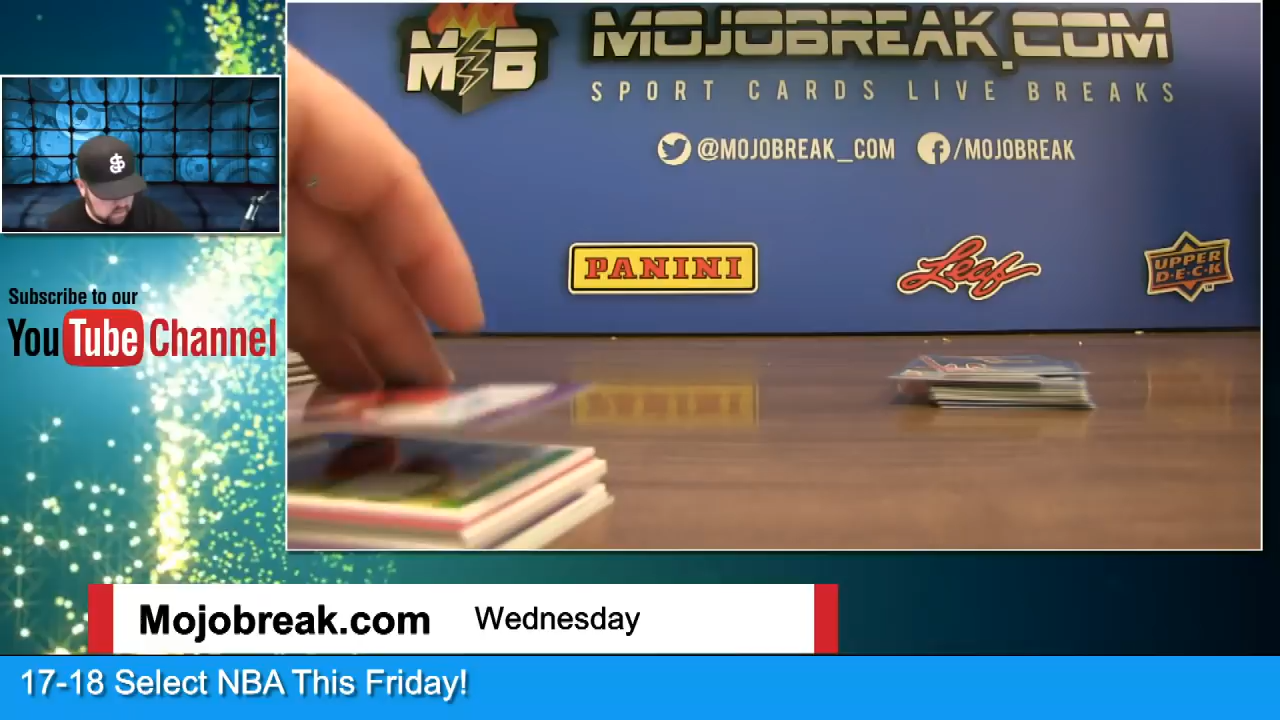 MB
MOJOBREAK.COM
SPORT CARDS LIVE BREAKS
@MOJOBREAK_COM
/MOJOBREAK
PANINI
Leaf
UPPER
D·E·C·K
Subscribe to our
YouTube Channel
Mojobreak.com Wednesday
17-18 Select NBA This Friday!